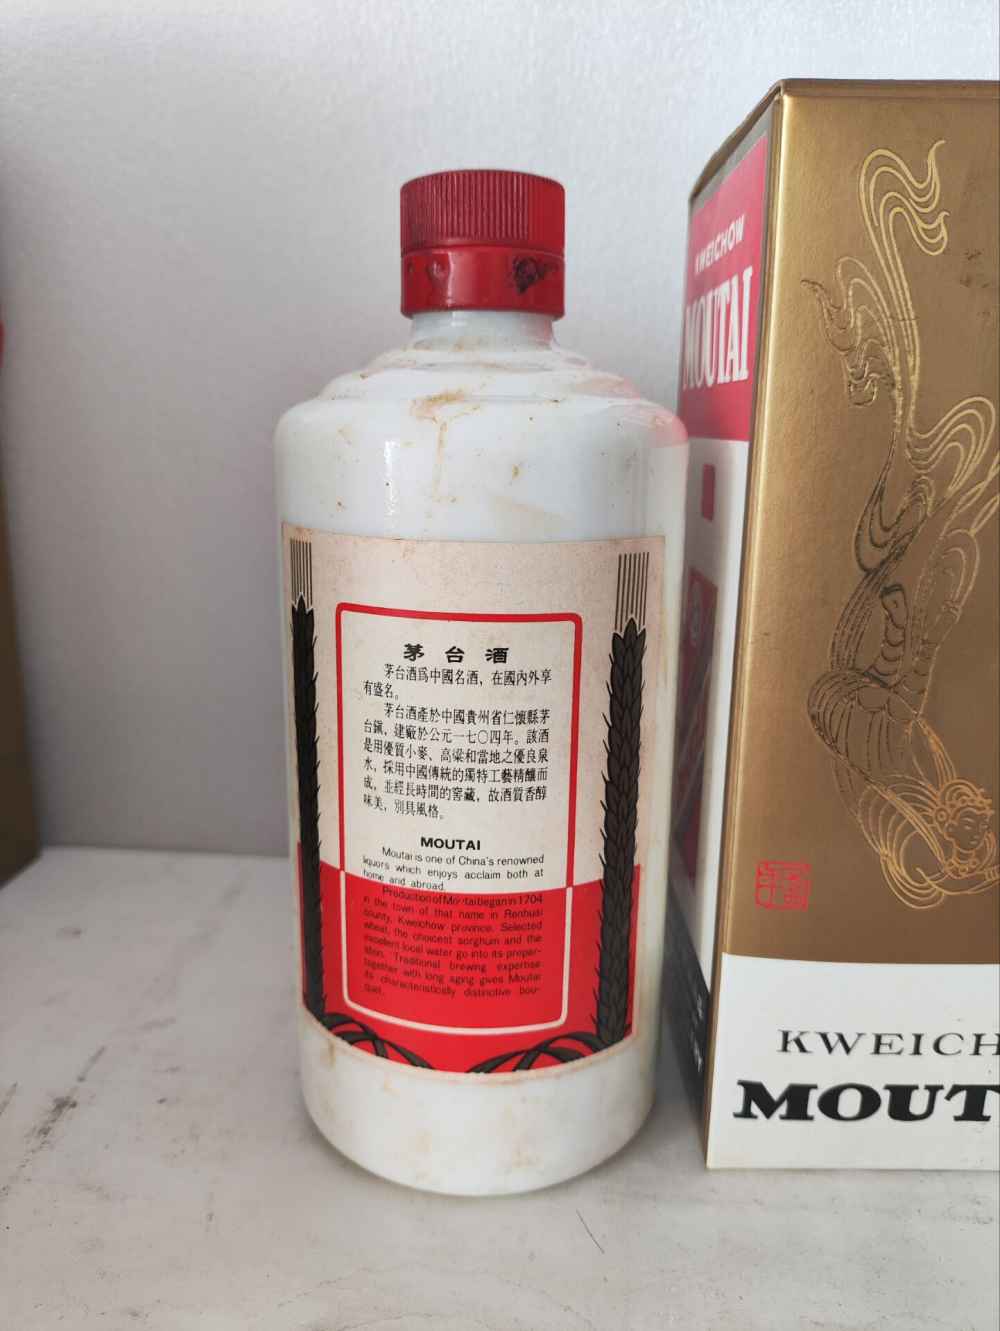 茅台酒
茅台酒爲中國名酒，在國內外享
有盛名。
茅台酒產於中國貴州省仁懷縣茅
台鎭，建廠於公元一七〇四年。該酒
是用優質小麥、高粱和當地之優良泉
水，採用中國傳統的獨特工藝精釀而
成，並經長時間的窖藏，故酒質香醇
味美，別具風格。
MOUTAI
Moutai is one of China's renowned
liquors which enjoys acclaim both at
home and abroad.
Production of Moutai began in 1704
in the town of that name in Renhuai
county, Kweichow province. Selected
wheat, the choicest sorghum and the
excellent local water go into its prepar-
ation. Traditional brewing expertise
together with long aging gives Moutai
its characteristically distinctive bou-
quet.
KWEICHOW
MOUTAI
KWEICH
MOUT